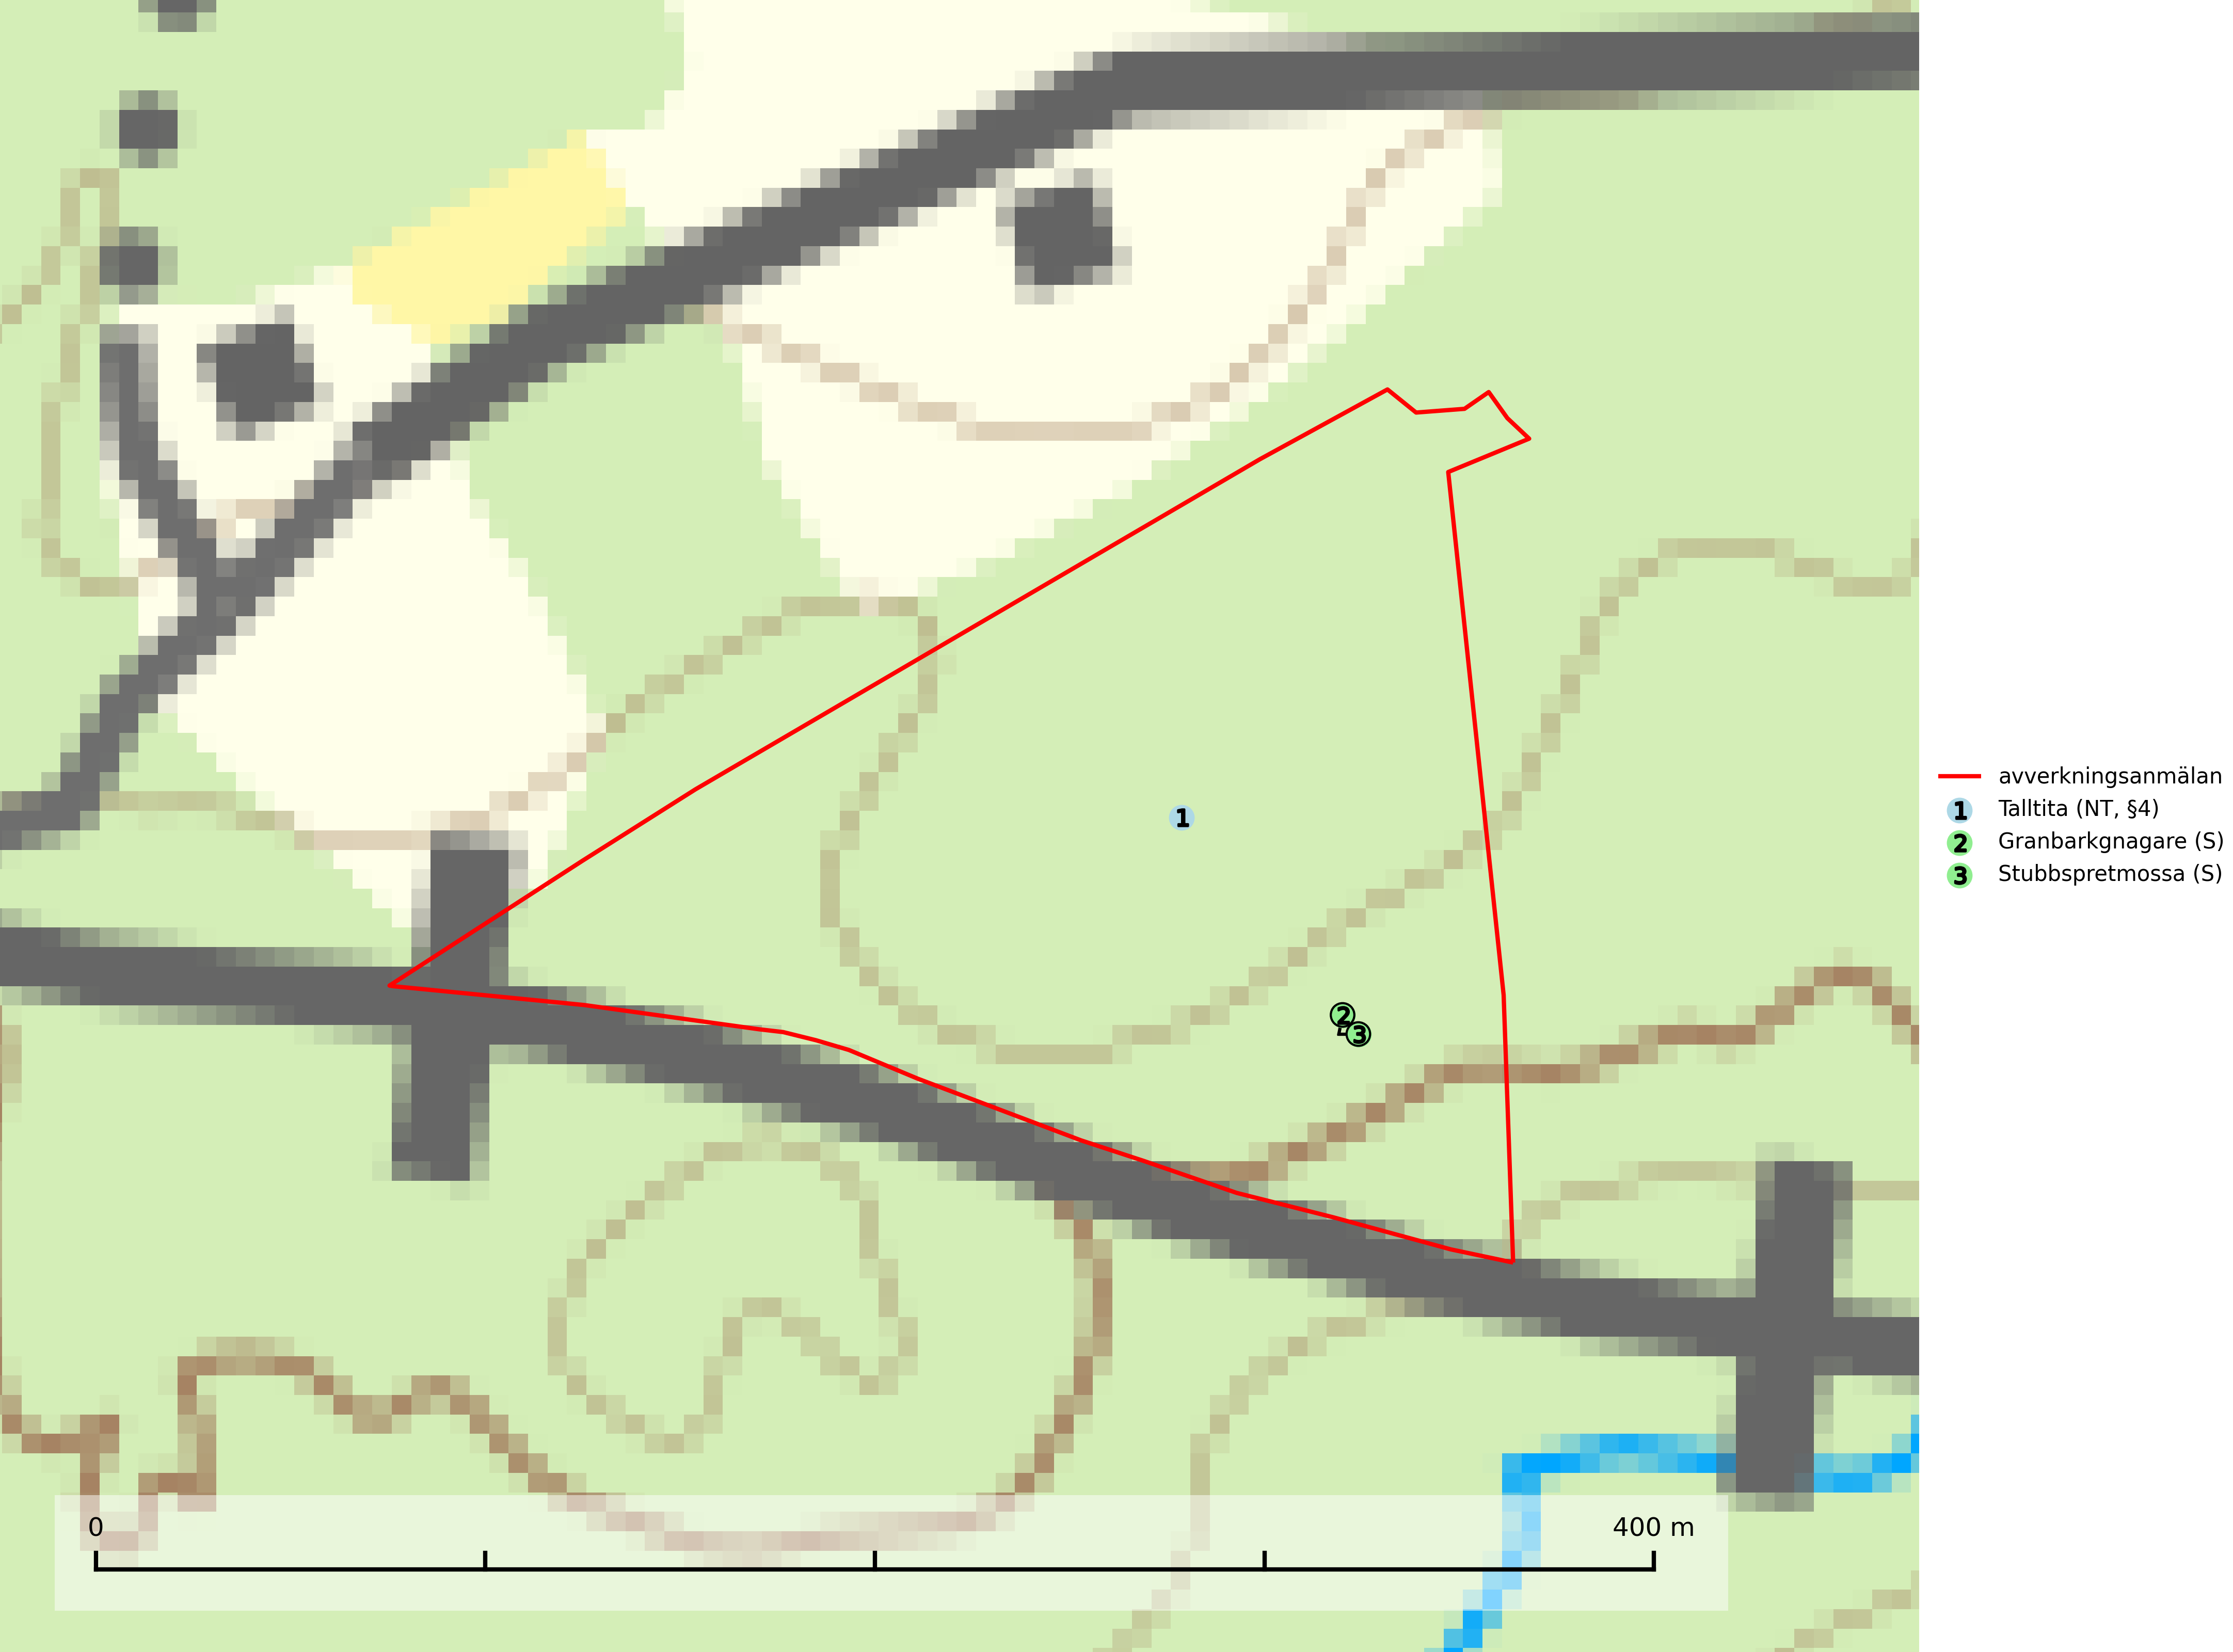 1
2
3
avverkningsanmälan
1 Talltita (NT, §4)
2 Granbarkgnagare (S)
3 Stubbspretmossa (S)
0 400 m